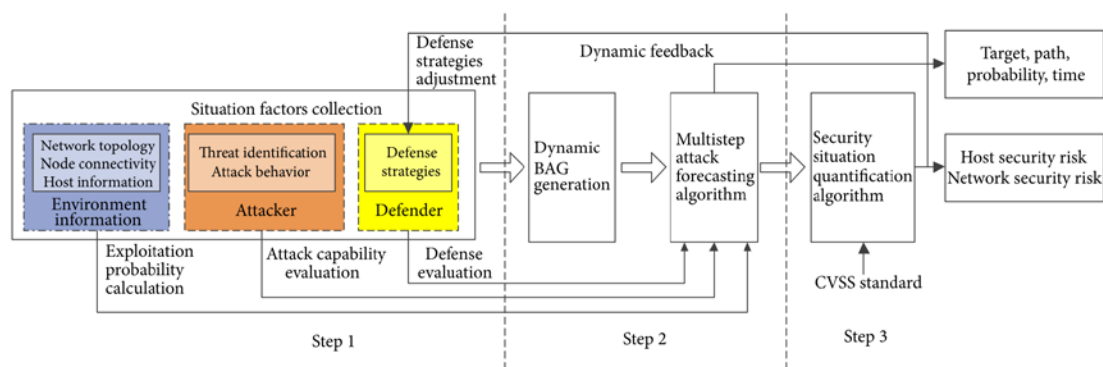 Defense
strategies
adjustment
Dynamic feedback
Target, path,
probability, time
Situation factors collection
Network topology
Node connectivity
Host information
Environment
information
Threat identification
Attack behavior
Attacker
Defense
strategies
Defender
Dynamic
BAG
generation
Multistep
attack
forecasting
algorithm
Security
situation
quantification
algorithm
Host security risk
Network security risk
Exploitation
probability
calculation
Attack capability
evaluation
Defense
evaluation
CVSS standard
Step 1
Step 2
Step 3